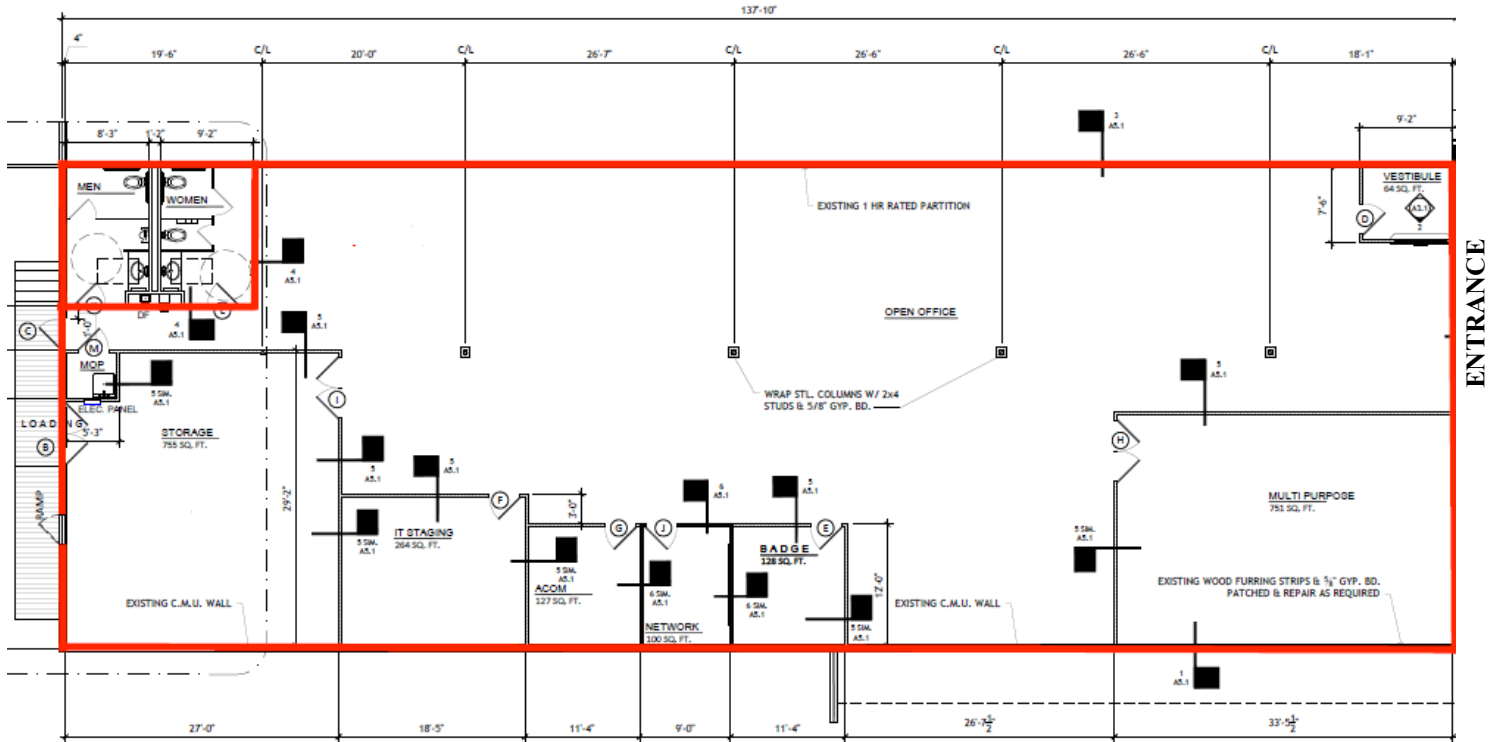 137'-10"
4"
19'-6"
C/L
20'-0"
C/L
26'-7"
C/L
26'-6"
C/L
26'-6"
C/L
18'-1"
8'-3"
1'-2"
9'-2"
9'-2"
3
A5.1
MEN
WOMEN
VESTIBULE
64 SQ. FT.
A3.1
2
D
7'-6"
EXISTING 1 HR RATED PARTITION
ENTRANCE
4
A5.1
OPEN OFFICE
DF
4
A5.1
5
A5.1
C
M
MOP
5 SIM.
A5.1
ELEC. PANEL
LOADING
5'-3"
B
I
WRAP STL. COLUMNS W/ 2x4
STUDS & 5/8" GYP. BD.
5
A5.1
STORAGE
755 SQ. FT.
H
5
A5.1
5
A5.1
29'-2"
RAMP
F
3'-0"
6
A5.1
5
A5.1
MULTI PURPOSE
751 SQ. FT.
IT STAGING
264 SQ. FT.
5 SIM.
A5.1
G
J
E
BADGE
128 SQ. FT.
5 SIM.
A5.1
5 SIM.
A5.1
ACOM
127 SQ. FT.
6 SIM.
A5.1
6 SIM.
A5.1
12'-0"
5 SIM.
A5.1
EXISTING WOOD FURRING STRIPS & 5/8" GYP. BD.
PATCHED & REPAIR AS REQUIRED
EXISTING C.M.U. WALL
NETWORK
100 SQ. FT.
EXISTING C.M.U. WALL
1
A5.1
27'-0"
18'-5"
11'-4"
9'-0"
11'-4"
26'-7 1/2"
33'-5 1/2"